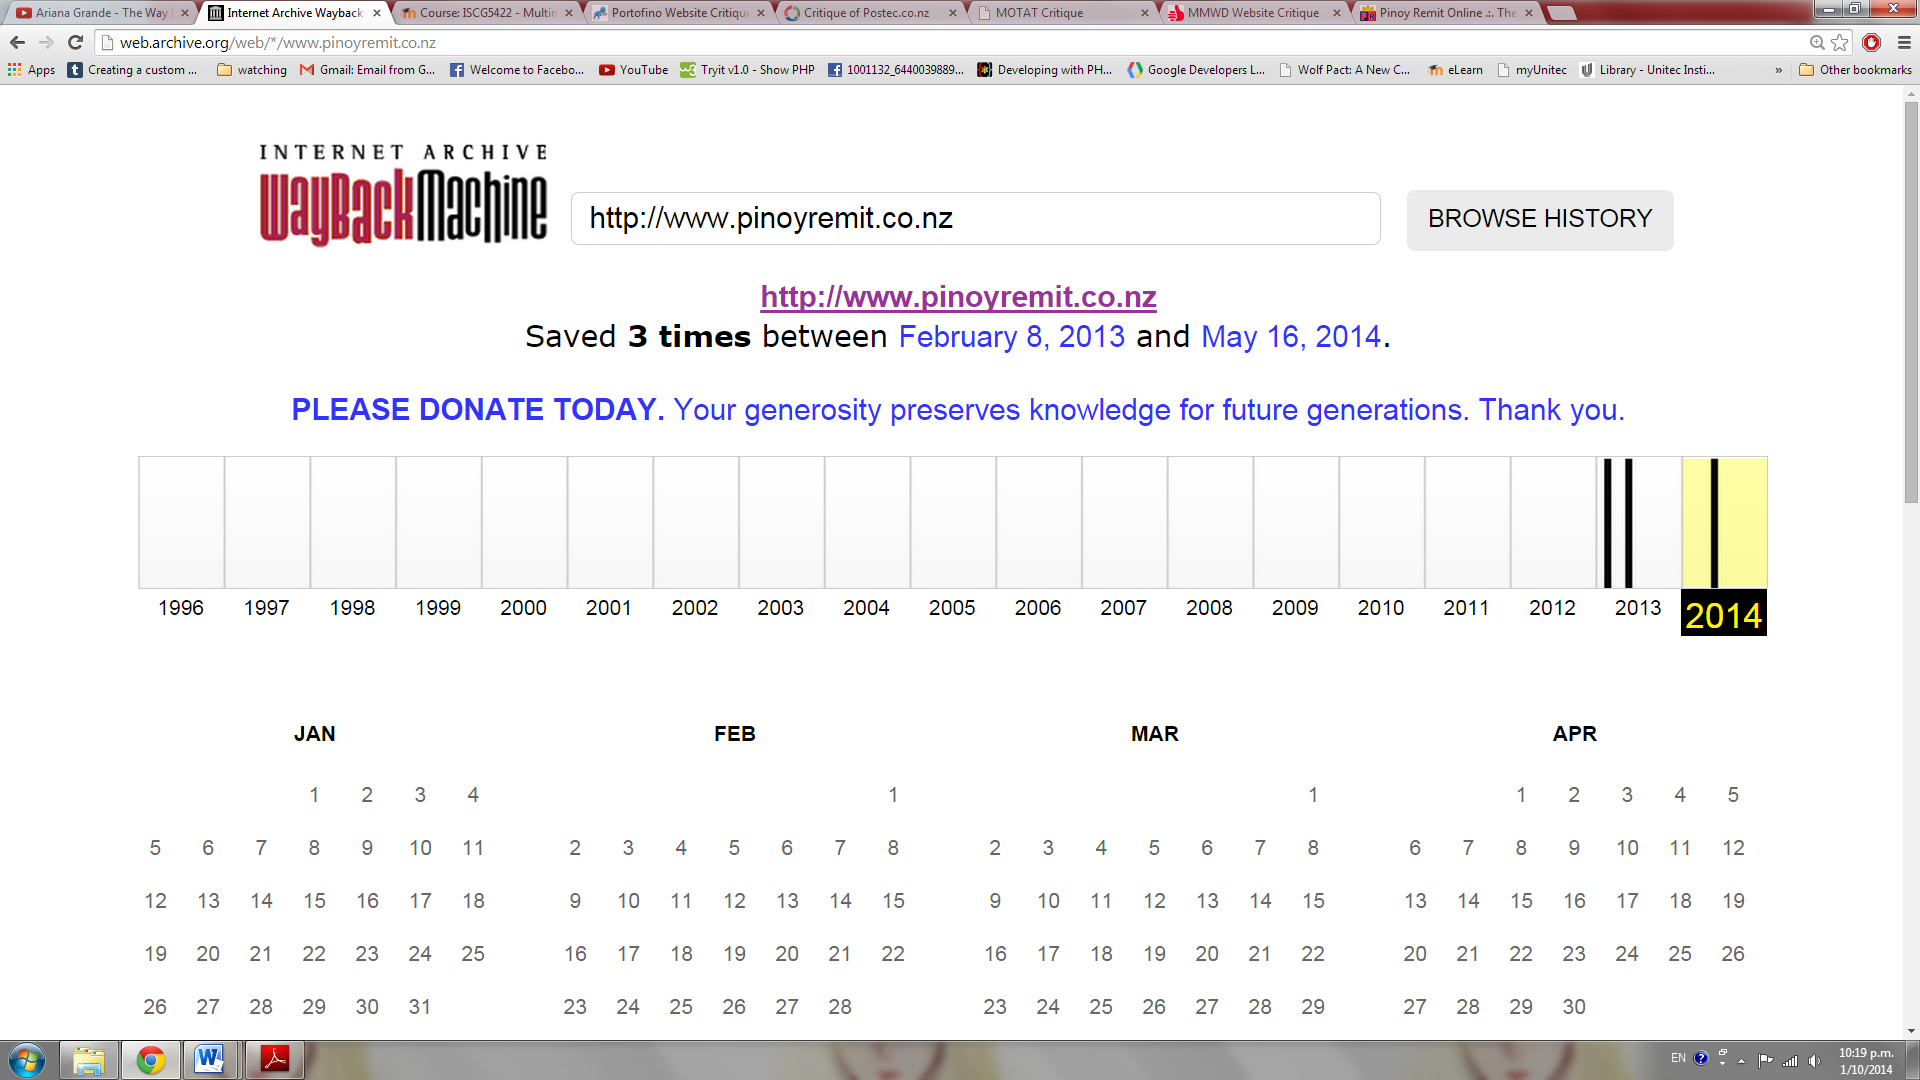 Ariana Grande - The Way
Internet Archive Wayback
Course: ISCG5422 - Multin
Portofino Website Critique
Critique of Postec.co.nz
MOTAT Critique
MMWD Website Critique
Pinoy Remit Online .:. The
web.archive.org/web/*/www.pinoyremit.co.nz
Apps
Creating a custom ...
watching
Gmail: Email from G...
Welcome to Facebo...
YouTube
Tryit v1.0 - Show PHP
1001132_6440039889...
Developing with PH...
Google Developers L...
Wolf Pact: A New C...
eLearn
myUnitec
Library - Unitec Insti...
»
Other bookmarks
INTERNET ARCHIVE
WayBackMachine
http://www.pinoyremit.co.nz
BROWSE HISTORY
http://www.pinoyremit.co.nz
Saved 3 times between February 8, 2013 and May 16, 2014.
PLEASE DONATE TODAY. Your generosity preserves knowledge for future generations. Thank you.
1996 1997 1998 1999 2000 2001 2002 2003 2004 2005 2006 2007 2008 2009 2010 2011 2012 2013 2014
JAN
1 2 3 4
5 6 7 8 9 10 11
12 13 14 15 16 17 18
19 20 21 22 23 24 25
26 27 28 29 30 31
FEB
1
2 3 4 5 6 7 8
9 10 11 12 13 14 15
16 17 18 19 20 21 22
23 24 25 26 27 28
MAR
1
2 3 4 5 6 7 8
9 10 11 12 13 14 15
16 17 18 19 20 21 22
23 24 25 26 27 28 29
APR
1 2 3 4 5
6 7 8 9 10 11 12
13 14 15 16 17 18 19
20 21 22 23 24 25 26
27 28 29 30
EN
10:19 p.m.
1/10/2014